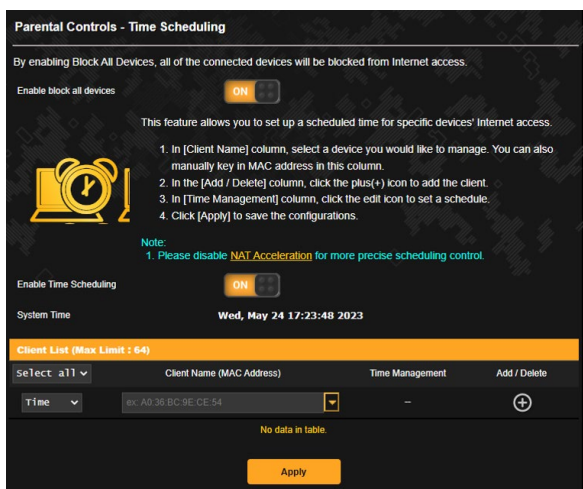 Parental Controls - Time Scheduling
By enabling Block All Devices, all of the connected devices will be blocked from Internet access.
Enable block all devices
ON
This feature allows you to set up a scheduled time for specific devices' Internet access.
1. In [Client Name] column, select a device you would like to manage. You can also
manually key in MAC address in this column.
2. In the [Add / Delete] column, click the plus(+) icon to add the client.
3. In [Time Management] column, click the edit icon to set a schedule.
4. Click [Apply] to save the configurations.
Note:
1. Please disable NAT Acceleration for more precise scheduling control.
Enable Time Scheduling
ON
System Time
Wed, May 24 17:23:48 2023
Client List (Max Limit : 64)
Select all
Client Name (MAC Address)
Time Management
Add / Delete
Time
ex: A0:36:BC:9E:CE:54
–
No data in table.
Apply